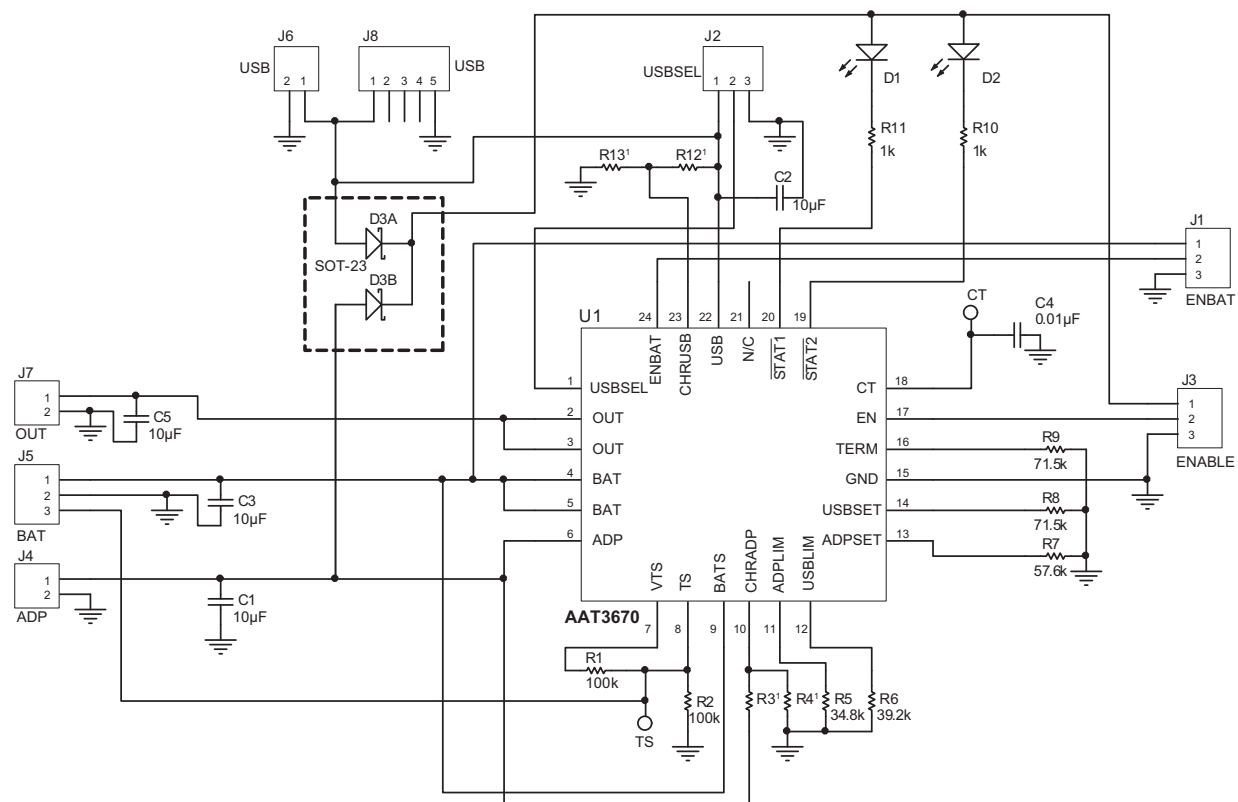 J6
J8
J2
USB
USB
USBSEL
2 1
1 2 3 4 5
1 2 3
D1
D2
R11
1k
R10
1k
R13¹
R12¹
C2
10µF
D3A
SOT-23
D3B
J1
1
2
3
ENBAT
CT
C4
0.01µF
U1
24 23 22 21 20 19
ENBAT
CHRUSB
USB
N/C
STAT1
STAT2
1 USBSEL
2 OUT
3 OUT
4 BAT
5 BAT
6 ADP
CT 18
EN 17
TERM 16
GND 15
USBSET 14
ADPSET 13
VTS
TS
BATS
CHRADP
ADPLIM
USBLIM
AAT3670
7 8 9 10 11 12
J7
1
2
OUT
C5
10µF
J5
1
2
3
BAT
C3
10µF
J4
1
2
ADP
C1
10µF
J3
1
2
3
ENABLE
R9
71.5k
R8
71.5k
R7
57.6k
R1
100k
R2
100k
TS
R3¹
R4¹
R5
34.8k
R6
39.2k